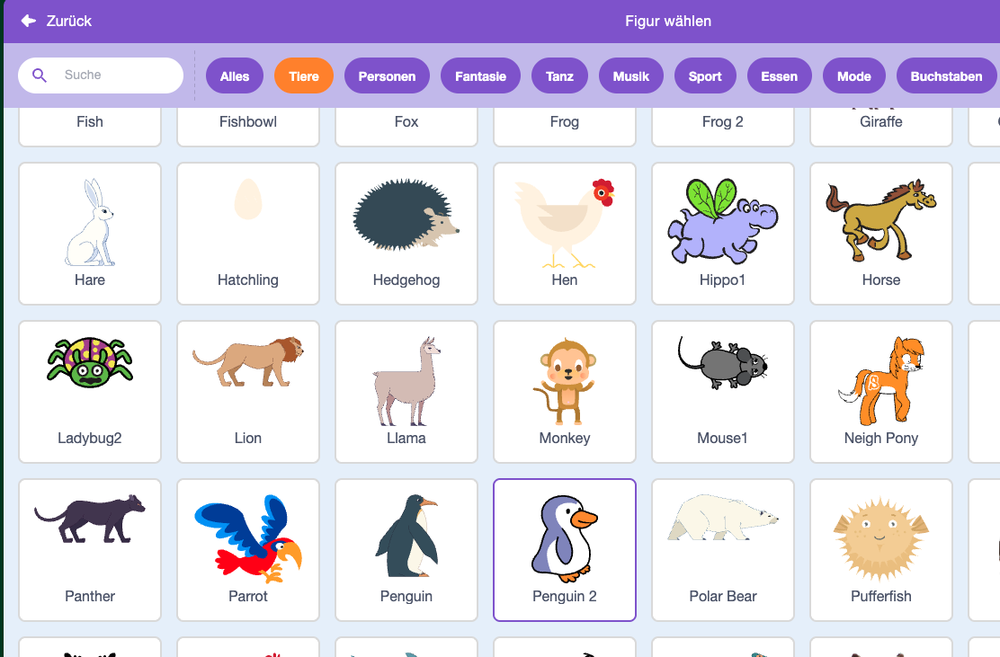 Zurück
Figur wählen
Suche
Alles
Tiere
Personen
Fantasie
Tanz
Musik
Sport
Essen
Mode
Buchstaben
Fish
Fishbowl
Fox
Frog
Frog 2
Giraffe
Hare
Hatchling
Hedgehog
Hen
Hippo1
Horse
Ladybug2
Lion
Llama
Monkey
Mouse1
Neigh Pony
Panther
Parrot
Penguin
Penguin 2
Polar Bear
Pufferfish